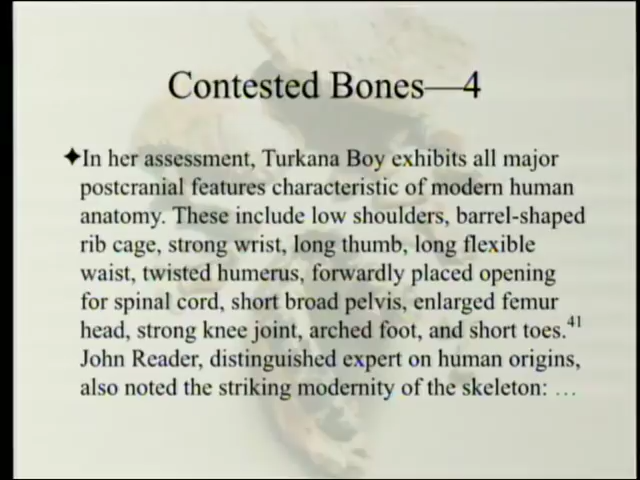 Contested Bones—4
✦In her assessment, Turkana Boy exhibits all major
postcranial features characteristic of modern human
anatomy. These include low shoulders, barrel-shaped
rib cage, strong wrist, long thumb, long flexible
waist, twisted humerus, forwardly placed opening
for spinal cord, short broad pelvis, enlarged femur
head, strong knee joint, arched foot, and short toes.41
John Reader, distinguished expert on human origins,
also noted the striking modernity of the skeleton: …